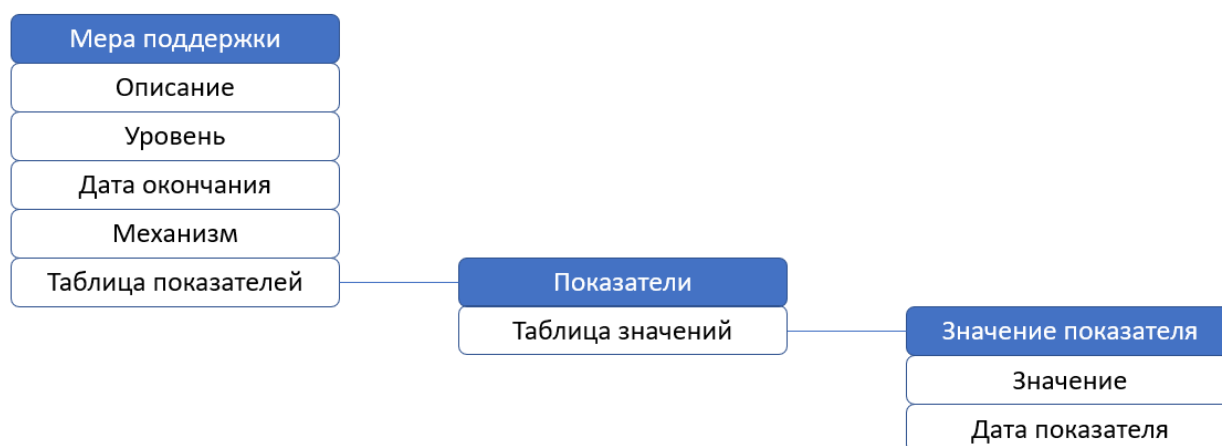 Мера поддержки
Описание
Уровень
Дата окончания
Механизм
Таблица показателей
Показатели
Таблица значений
Значение показателя
Значение
Дата показателя